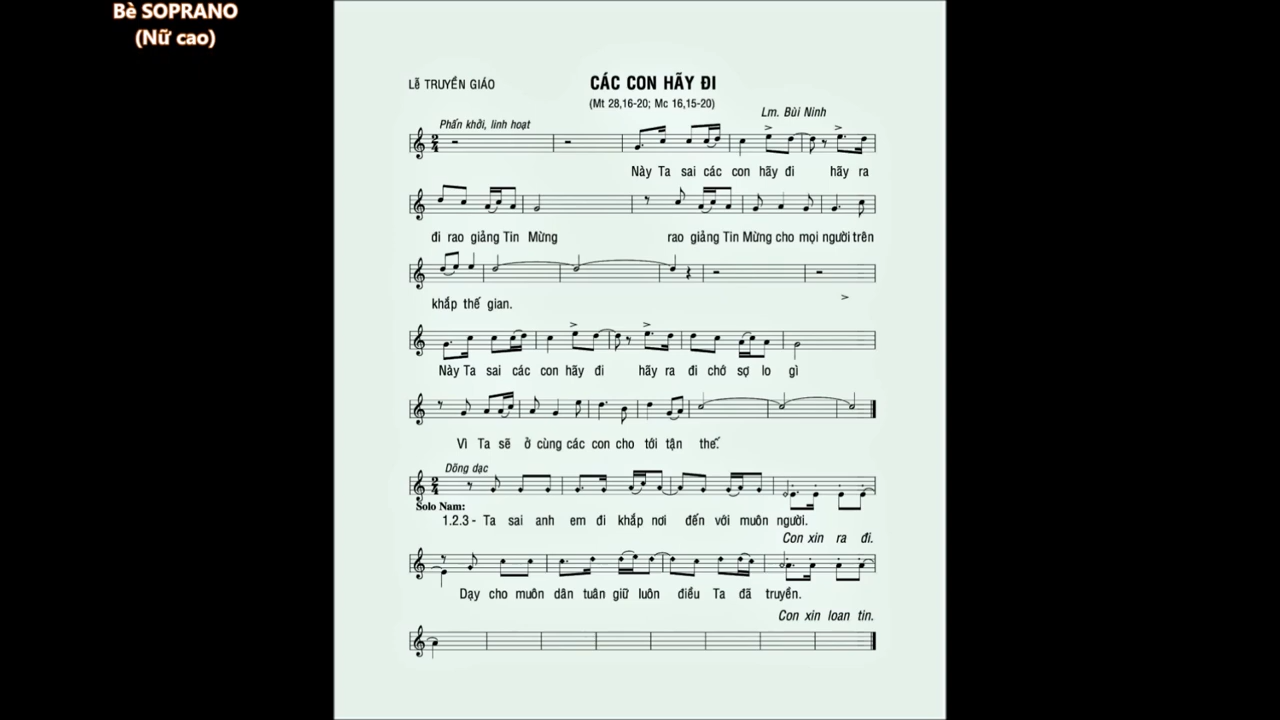 Bè SOPRANO
(Nữ cao)
Lễ TRUYỀN GIÁO
CÁC CON HÃY ĐI
(Mt 28,16-20; Mc 16,15-20)
Lm. Bùi Ninh
Phấn khởi, linh hoạt
Này Ta sai các con hãy đi hãy ra
đi rao giảng Tin Mừng rao giảng Tin Mừng cho mọi người trên
khắp thế gian.
Này Ta sai các con hãy đi hãy ra đi chớ sợ lo gì
Vì Ta sẽ ở cùng các con cho tới tận thế.
Dõng dạc
Solo Nam:
1.2.3 - Ta sai anh em đi khắp nơi đến với muôn người.
Con xin ra đi.
Dạy cho muôn dân tuân giữ luôn điều Ta đã truyền.
Con xin loan tin.